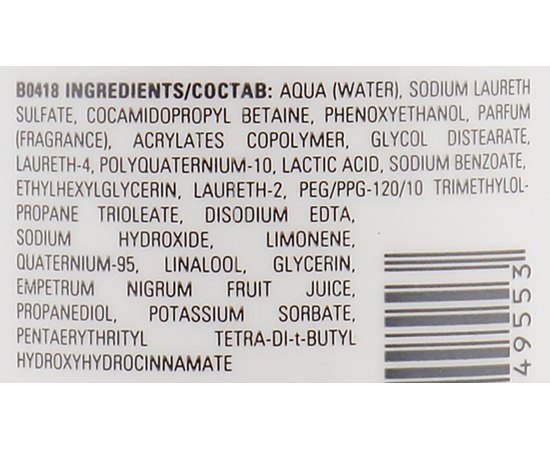 B0418 INGREDIENTS/СОСТАВ: AQUA (WATER), SODIUM LAURETH
SULFATE, COCAMIDOPROPYL BETAINE, PHENOXYETHANOL, PARFUM
(FRAGRANCE), ACRYLATES COPOLYMER, GLYCOL DISTEARATE,
LAURETH-4, POLYQUATERNIUM-10, LACTIC ACID, SODIUM BENZOATE,
ETHYLHEXYLGLYCERIN, LAURETH-2, PEG/PPG-120/10 TRIMETHYLOL-
PROPANE TRIOLEATE, DISODIUM EDTA,
SODIUM HYDROXIDE, LIMONENE,
QUATERNIUM-95, LINALOOL, GLYCERIN,
EMPETRUM NIGRUM FRUIT JUICE,
PROPANEDIOL, POTASSIUM SORBATE,
PENTAERYTHRITYL TETRA-DI-t-BUTYL
HYDROXYHYDROCINNAMATE
49553